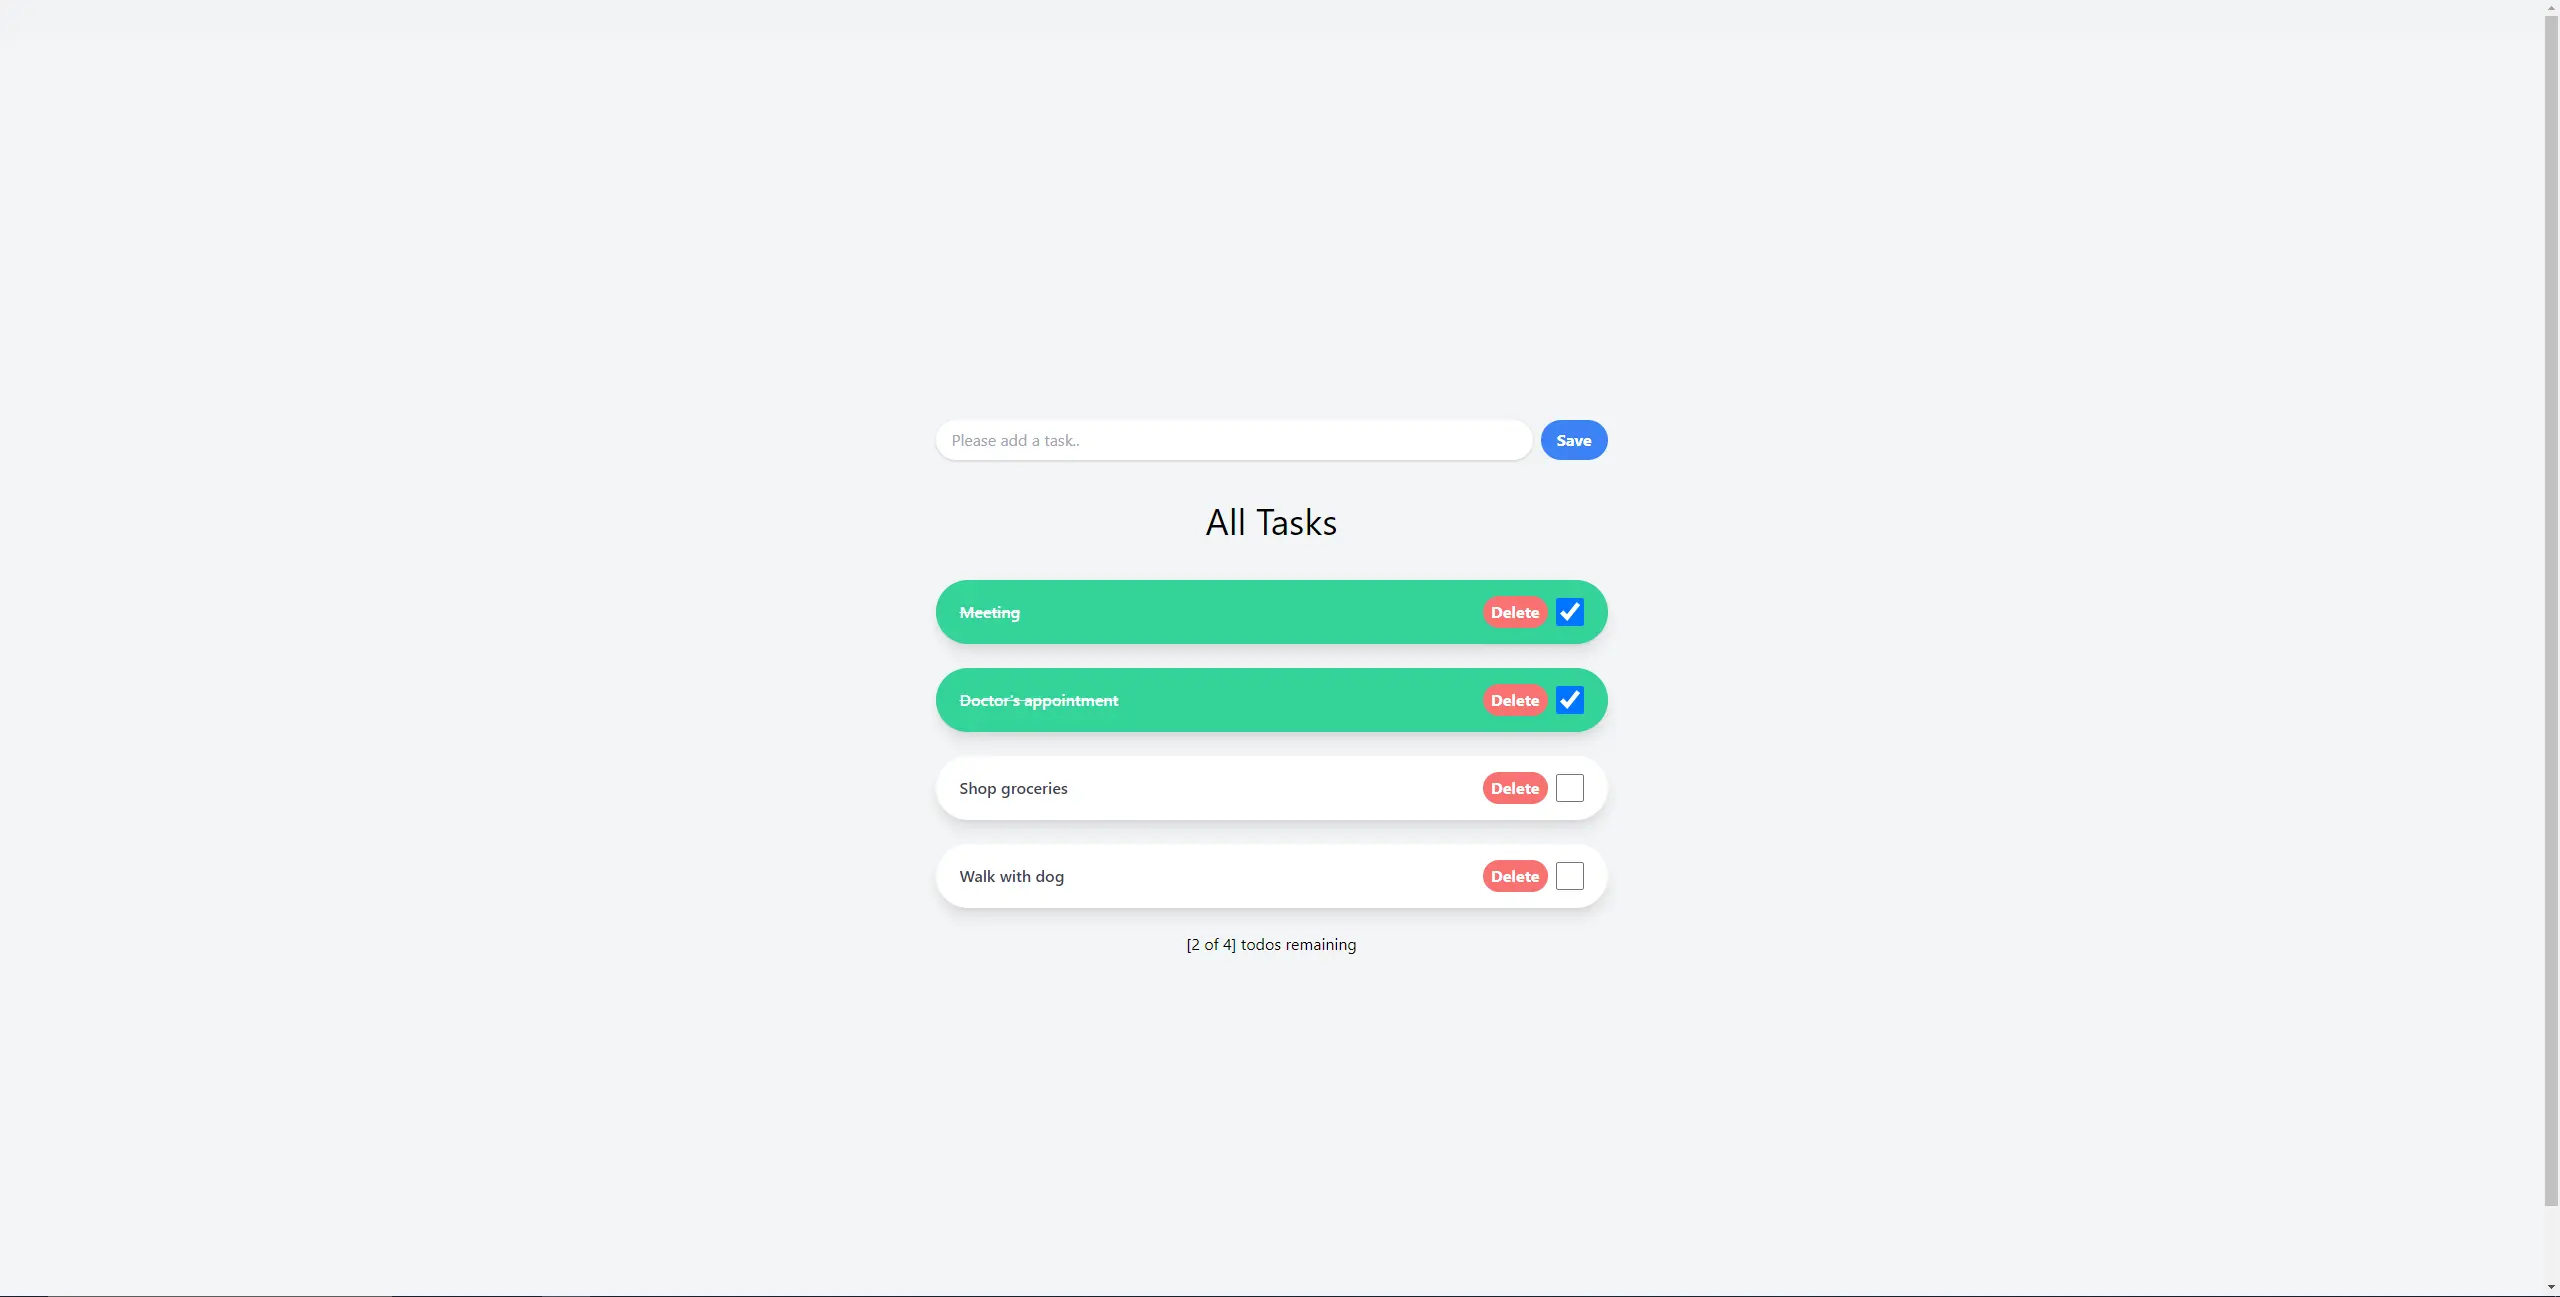 Please add a task..
Save
All Tasks
Meeting
Delete
Doctor's appointment
Delete
Shop groceries
Delete
Walk with dog
Delete
[2 of 4] todos remaining